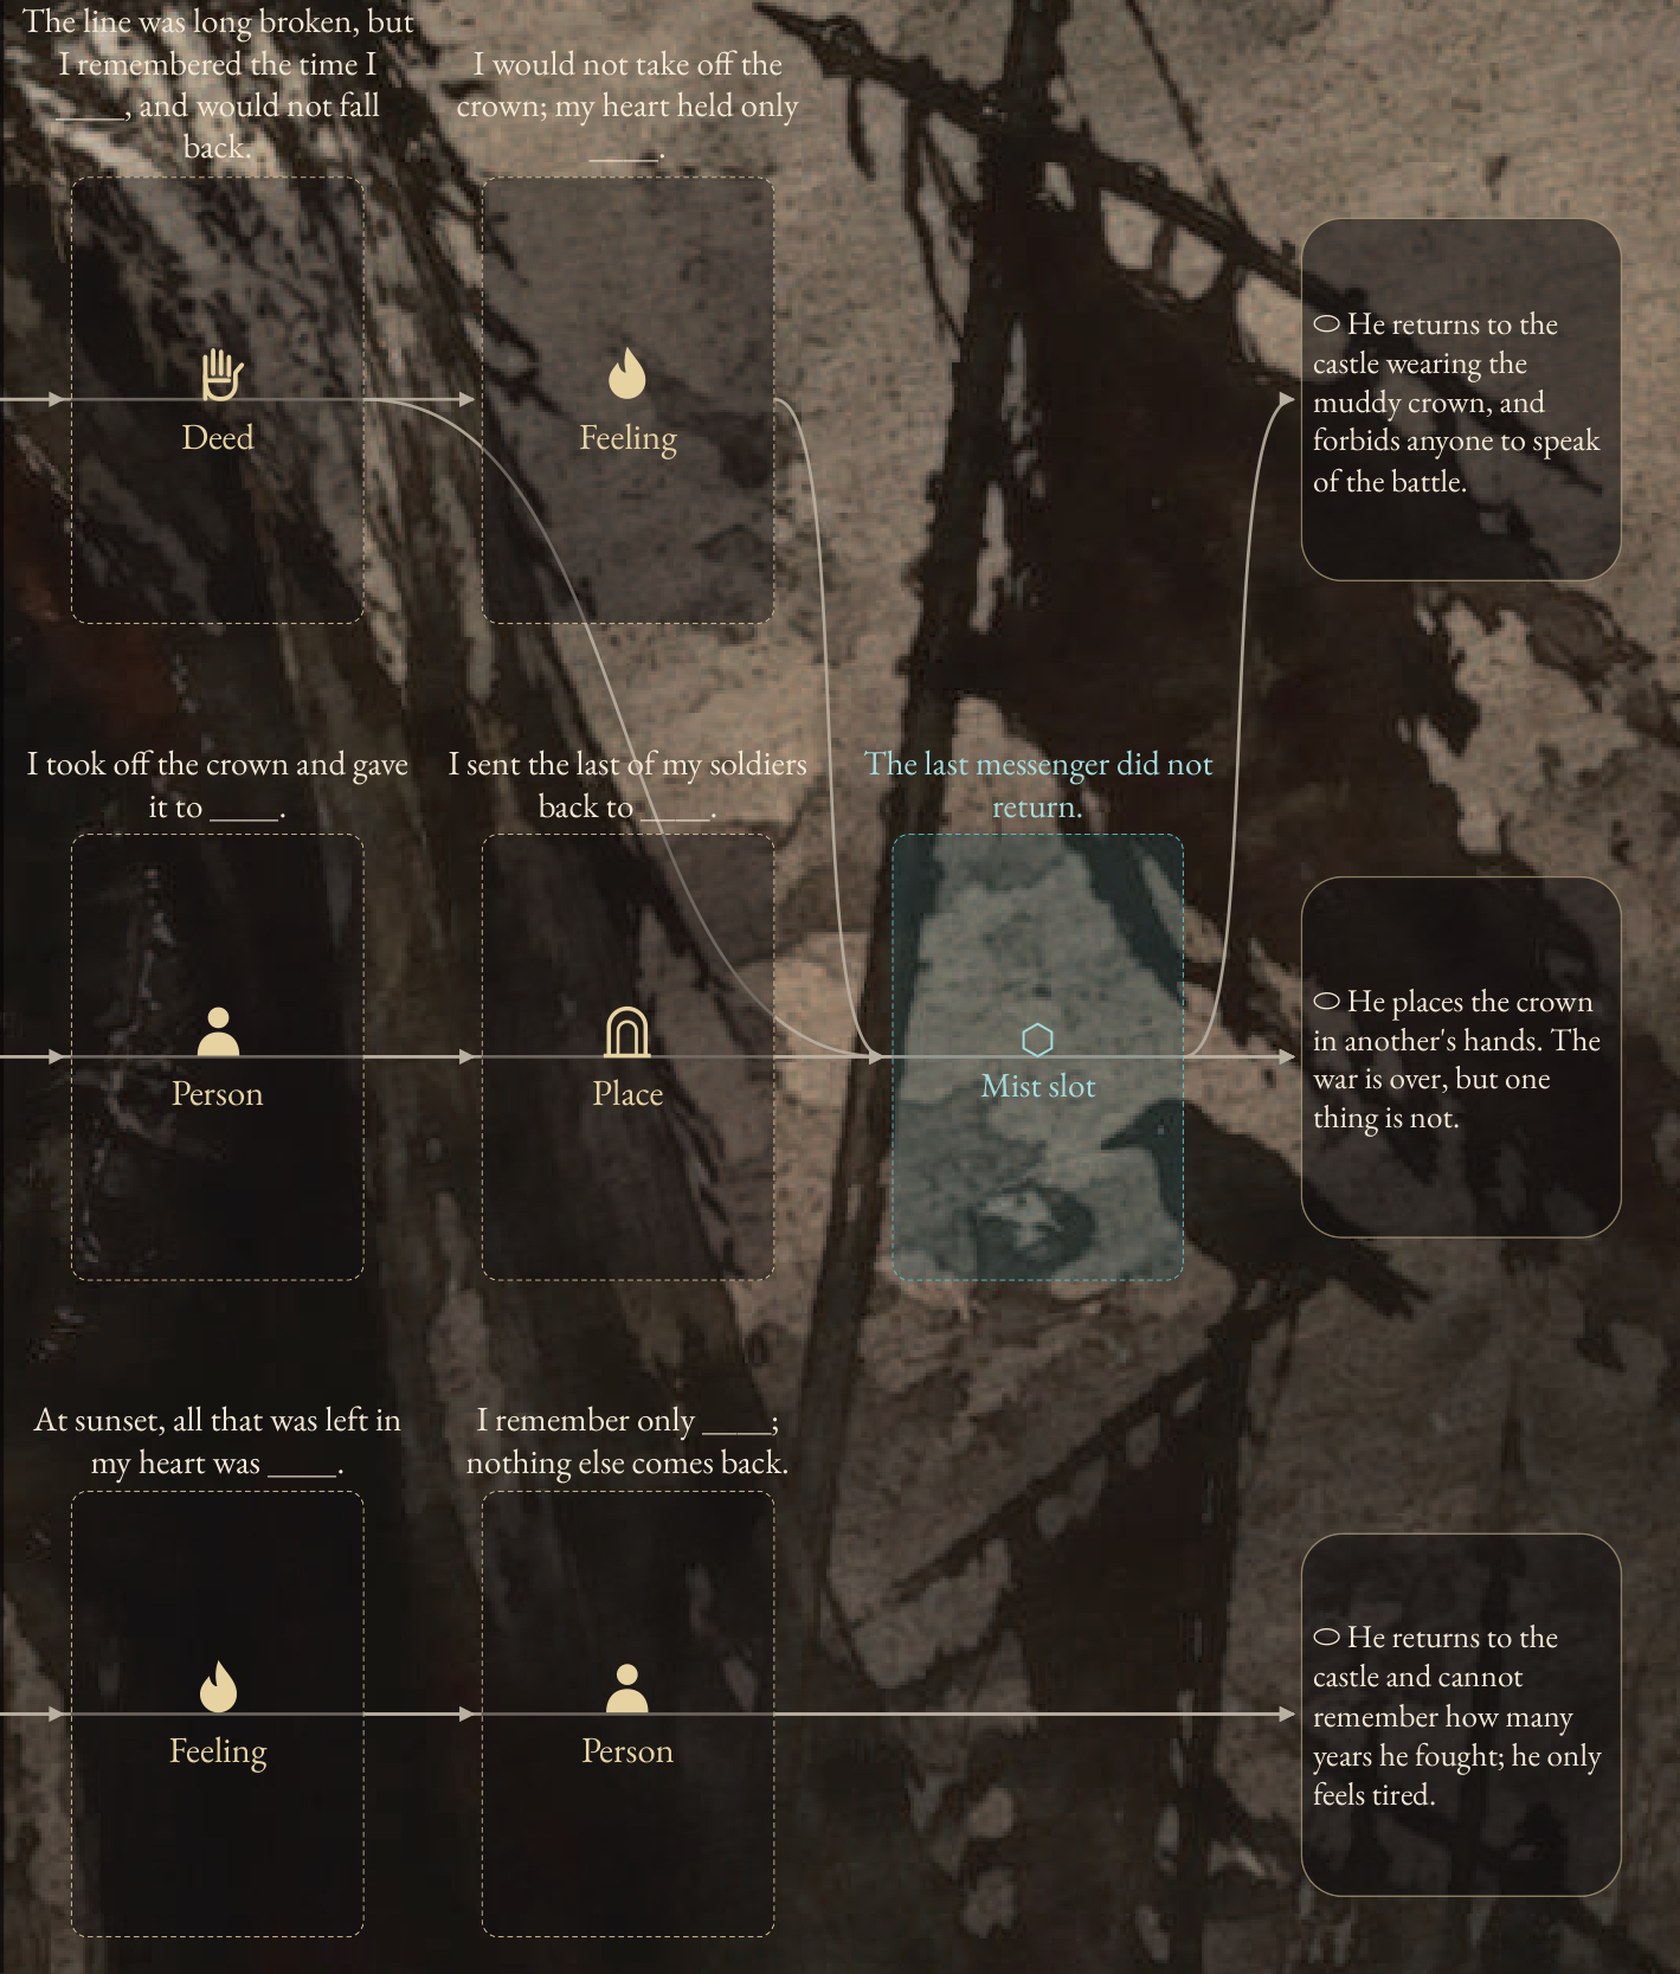 The line was long broken, but
I remembered the time I
____, and would not fall
back.
Deed
I would not take off the
crown; my heart held only
____.
Feeling
He returns to the
castle wearing the
muddy crown, and
forbids anyone to speak
of the battle.
I took off the crown and gave
it to ____.
Person
I sent the last of my soldiers
back to ____.
Place
The last messenger did not
return.
Mist slot
He places the crown
in another's hands. The
war is over, but one
thing is not.
At sunset, all that was left in
my heart was ____.
Feeling
I remember only ____;
nothing else comes back.
Person
He returns to the
castle and cannot
remember how many
years he fought; he only
feels tired.